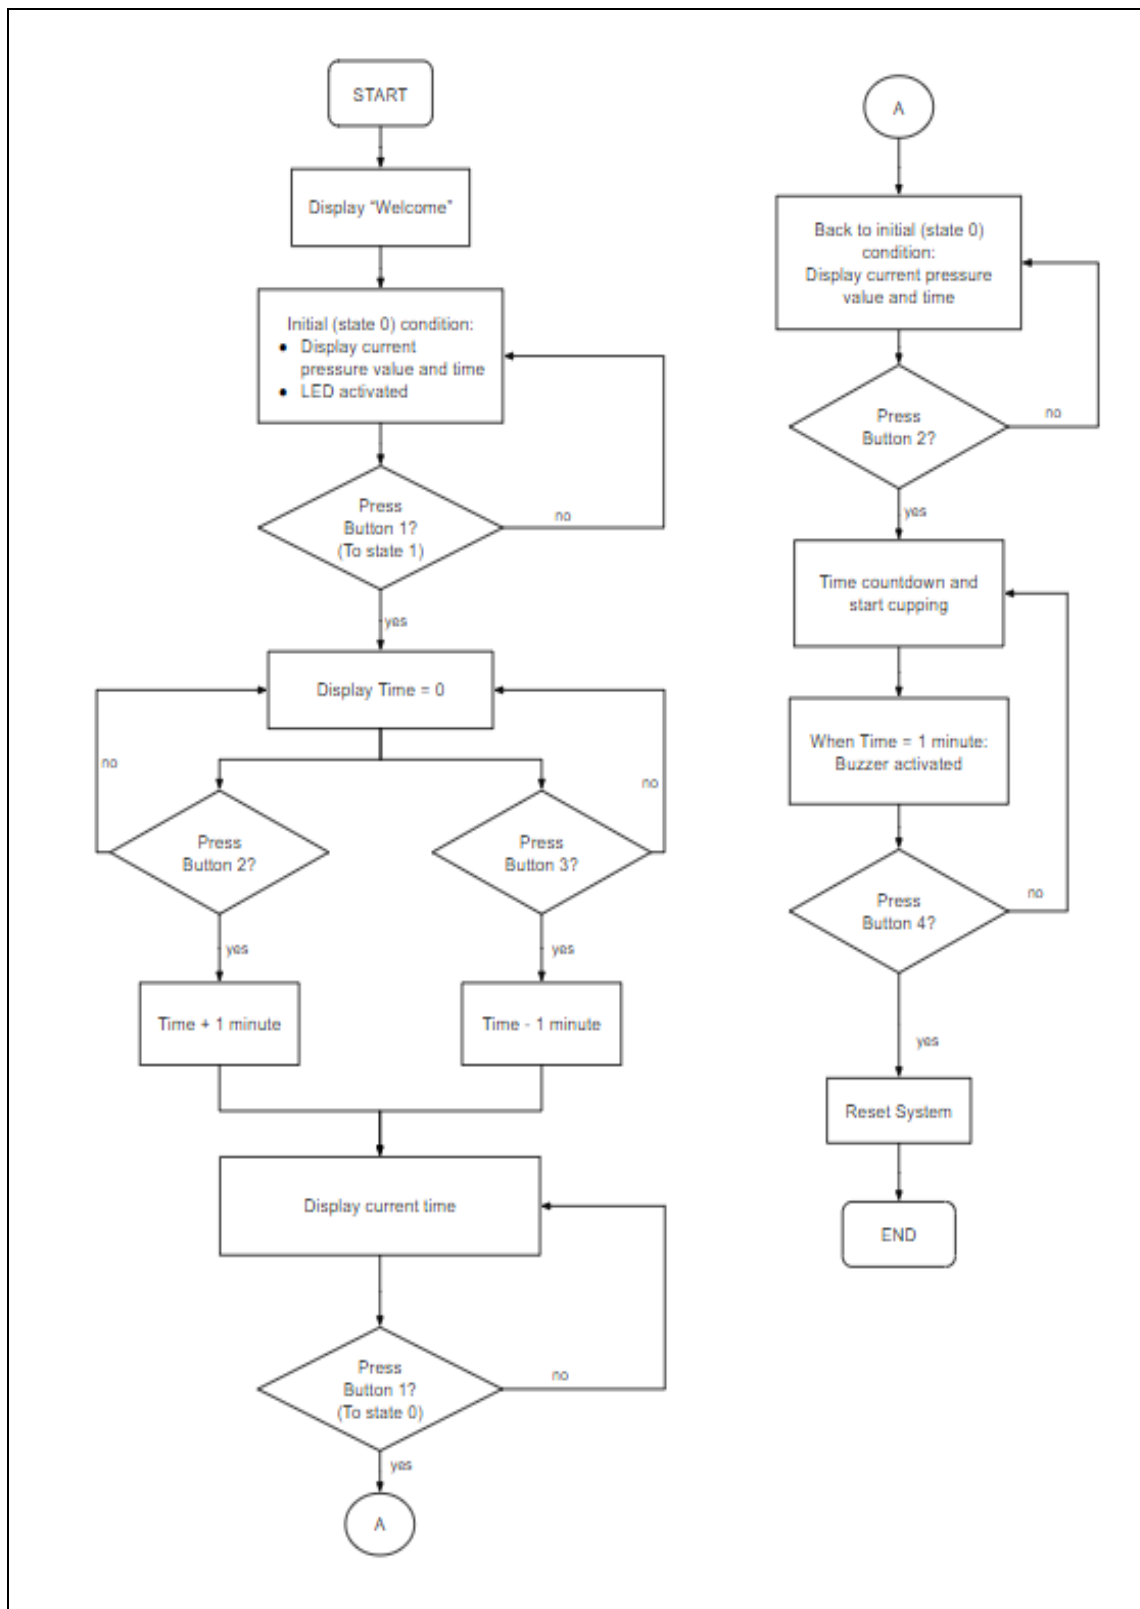 START
Display “Welcome”
Initial (state 0) condition:
● Display current
pressure value and time
● LED activated
Press
Button 1?
(To state 1)
no
yes
Display Time = 0
no
no
Press
Button 2?
Press
Button 3?
yes
yes
Time + 1 minute
Time - 1 minute
Display current time
Press
Button 1?
(To state 0)
no
yes
A
A
Back to initial (state 0)
condition:
Display current pressure
value and time
Press
Button 2?
no
yes
Time countdown and
start cupping
When Time = 1 minute:
Buzzer activated
Press
Button 4?
no
yes
Reset System
END